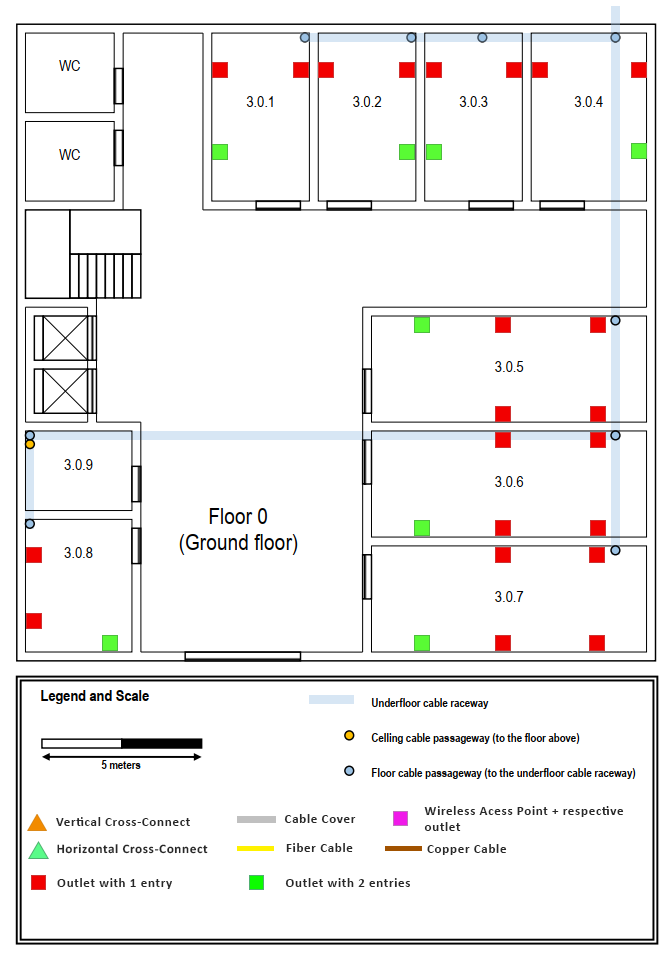 WC
WC
3.0.1
3.0.2
3.0.3
3.0.4
3.0.5
3.0.9
3.0.6
Floor 0
(Ground floor)
3.0.8
3.0.7
Legend and Scale
5 meters
Underfloor cable raceway
Celling cable passageway (to the floor above)
Floor cable passageway (to the underfloor cable raceway)
Vertical Cross-Connect
Cable Cover
Wireless Acess Point + respective
outlet
Horizontal Cross-Connect
Fiber Cable
Copper Cable
Outlet with 1 entry
Outlet with 2 entries